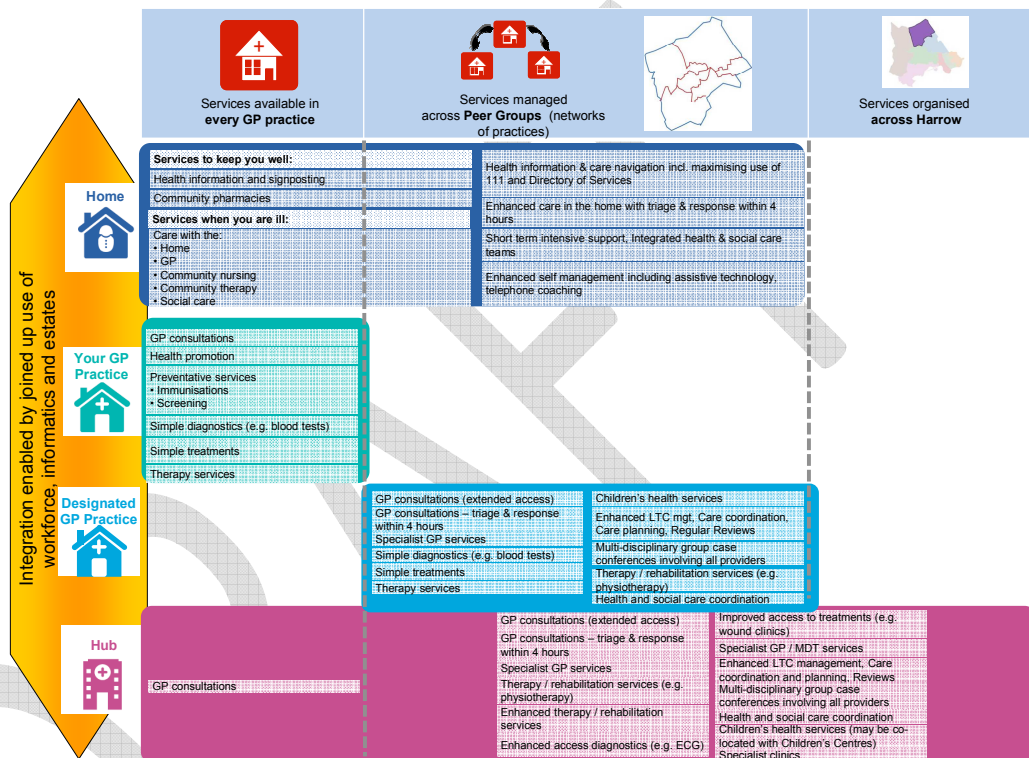 Services available in
every GP practice
Services managed
across Peer Groups (networks
of practices)
Services organised
across Harrow
Integration enabled by joined up use of
workforce, informatics and estates
Home
Services to keep you well:
Health information and signposting
Community pharmacies
Services when you are ill:
Care with the:
• Home
• GP
• Community nursing
• Community therapy
• Social care
Health information & care navigation incl. maximising use of
111 and Directory of Services
Enhanced care in the home with triage & response within 4
hours
Short term intensive support, Integrated health & social care
teams
Enhanced self management including assistive technology,
telephone coaching
Your GP
Practice
GP consultations
Health promotion
Preventative services
• Immunisations
• Screening
Simple diagnostics (e.g. blood tests)
Simple treatments
Therapy services
Designated
GP Practice
GP consultations (extended access)
GP consultations – triage & response
within 4 hours
Specialist GP services
Simple diagnostics (e.g. blood tests)
Simple treatments
Therapy services
Children's health services
Enhanced LTC mgt, Care coordination,
Care planning, Regular Reviews
Multi-disciplinary group case
conferences involving all providers
Therapy / rehabilitation services (e.g.
physiotherapy)
Health and social care coordination
Hub
GP consultations
GP consultations (extended access)
GP consultations – triage & response
within 4 hours
Specialist GP services
Therapy / rehabilitation services (e.g.
physiotherapy)
Enhanced therapy / rehabilitation
services
Enhanced access diagnostics (e.g. ECG)
Improved access to treatments (e.g.
wound clinics)
Specialist GP / MDT services
Enhanced LTC management, Care
coordination and planning, Reviews
Multi-disciplinary group case
conferences involving all providers
Health and social care coordination
Children's health services (may be co-
located with Children's Centres)
Specialist clinics